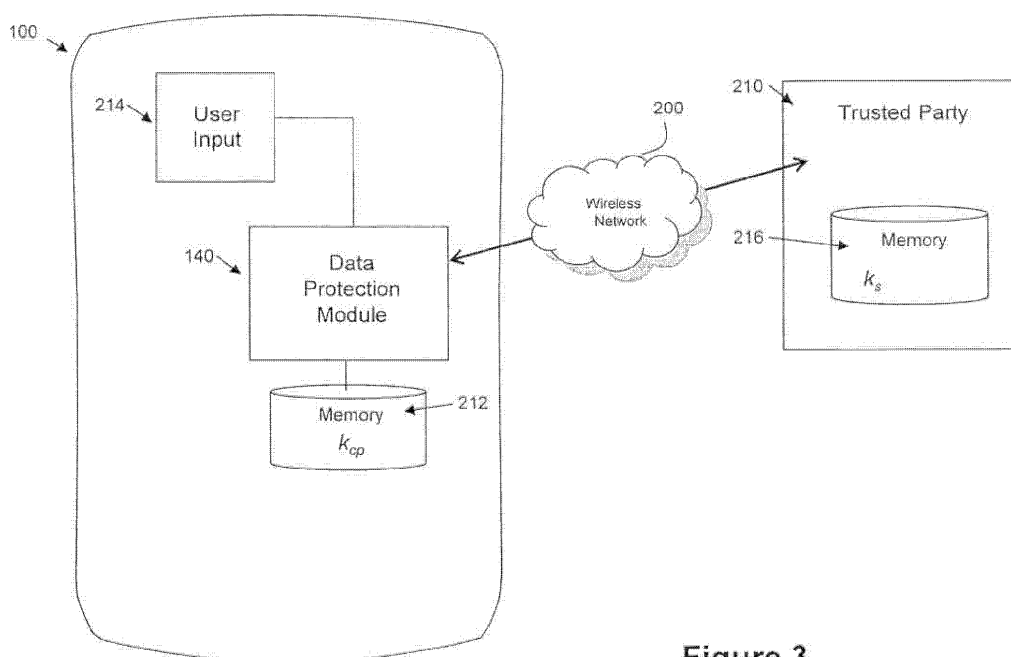 100
214
User
Input
200
210
Trusted Party
Wireless
Network
140
Data
Protection
Module
216
Memory
k_s
Memory
212
k_cp
Figure 3